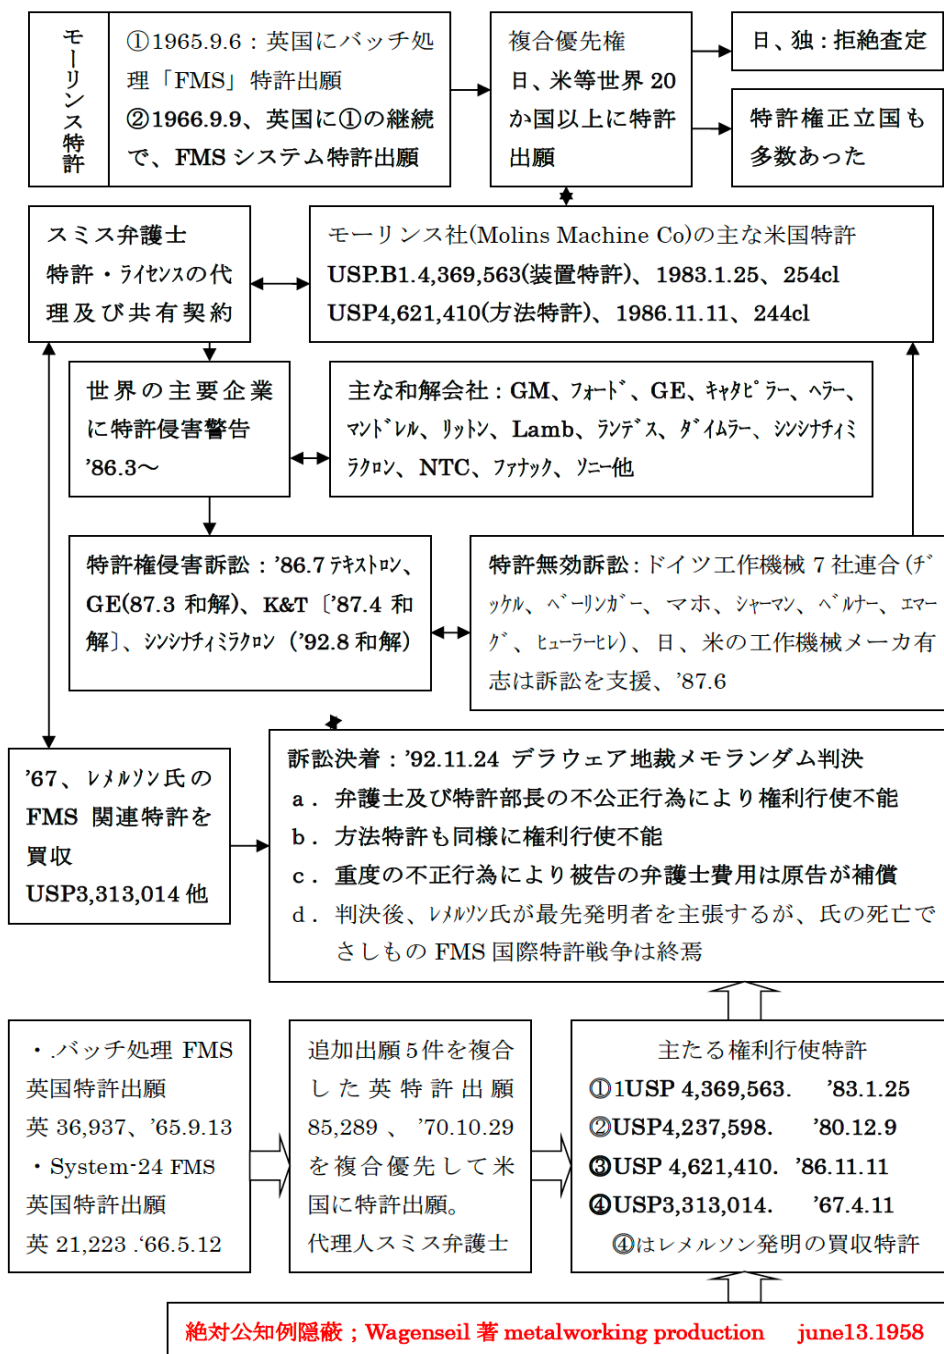 モーリンス特許
①1965.9.6：英国にバッチ処
理「FMS」特許出願
②1966.9.9、英国に①の継続
で、FMS システム特許出願
複合優先権
日、米等世界 20
か国以上に特許
出願
日、独：拒絶査定
特許権正立国も
多数あった
スミス弁護士
特許・ﾗｲｾﾝｽの代
理及び共有契約
モーリンス社(Molins Machine Co)の主な米国特許
USP.B1.4,369,563(装置特許)、1983.1.25、254cl
USP4,621,410(方法特許)、1986.11.11、244cl
世界の主要企業
に特許侵害警告
’86.3～
主な和解会社：GM、ﾌｫｰﾄﾞ、GE、ｷｬﾀﾋﾟﾗｰ、ﾍﾗｰ、
ﾏﾝﾄﾞﾚﾙ、ﾘｯﾄﾝ、Lamb、ﾗﾝﾃﾞｽ、ﾀﾞｲﾑﾗｰ、ｼﾝｼﾅﾁｨﾐ
ﾗｸﾛﾝ、NTC、ﾌｧﾅｯｸ、ｿﾆｰ他
特許権侵害訴訟：’86.7 ﾃｷｽﾄﾛﾝ、
GE(87.3 和解)、K&T〔’87.4 和
解〕、ｼﾝｼﾅﾁｨﾐﾗｸﾛﾝ（’92.8 和解）
特許無効訴訟：ドイツ工作機械 7 社連合(ﾁﾞ
ｯｹﾙ、ﾍﾞｰﾘﾝｶﾞｰ、マホ、ｼｬｰﾏﾝ、ﾍﾞﾙﾅｰ、ｴﾏｰ
ｸﾞ、ﾋｭｰﾗｰﾋﾚ)、日、米の工作機械メーカ有
志は訴訟を支援、’87.6
’67、ﾚﾒﾙｿﾝ氏の
FMS 関連特許を
買収
USP3,313,014 他
訴訟決着：’92.11.24 デラウェア地裁メモランダム判決
a．弁護士及び特許部長の不公正行為により権利行使不能
b．方法特許も同様に権利行使不能
c．重度の不正行為により被告の弁護士費用は原告が補償
d．判決後、ﾚﾒﾙｿﾝ氏が最先発明者を主張するが、氏の死亡で
さしもの FMS 国際特許戦争は終焉
・.バッチ処理 FMS
英国特許出願
英 36,937、’65.9.13
・System-24 FMS
英国特許出願
英 21,223 .‘66.5.12
追加出願 5 件を複合
した英特許出願
85,289 、’70.10.29
を複合優先して米
国に特許出願。
代理人スミス弁護士
主たる権利行使特許
①1USP 4,369,563. ’83.1.25
②USP4,237,598. ’80.12.9
③USP 4,621,410. ’86.11.11
④USP3,313,014. ’67.4.11
④はレメルソン発明の買収特許
絶対公知例隠蔽；Wagenseil 著 metalworking production june13.1958